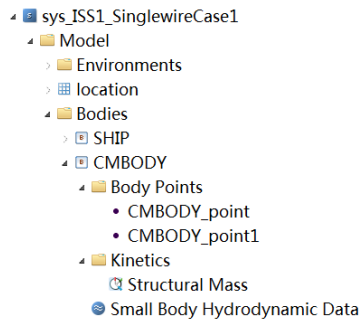 sys_ISS1_SinglewireCase1
Model
Environments
location
Bodies
SHIP
CMBODY
Body Points
CMBODY_point
CMBODY_point1
Kinetics
Structural Mass
Small Body Hydrodynamic Data